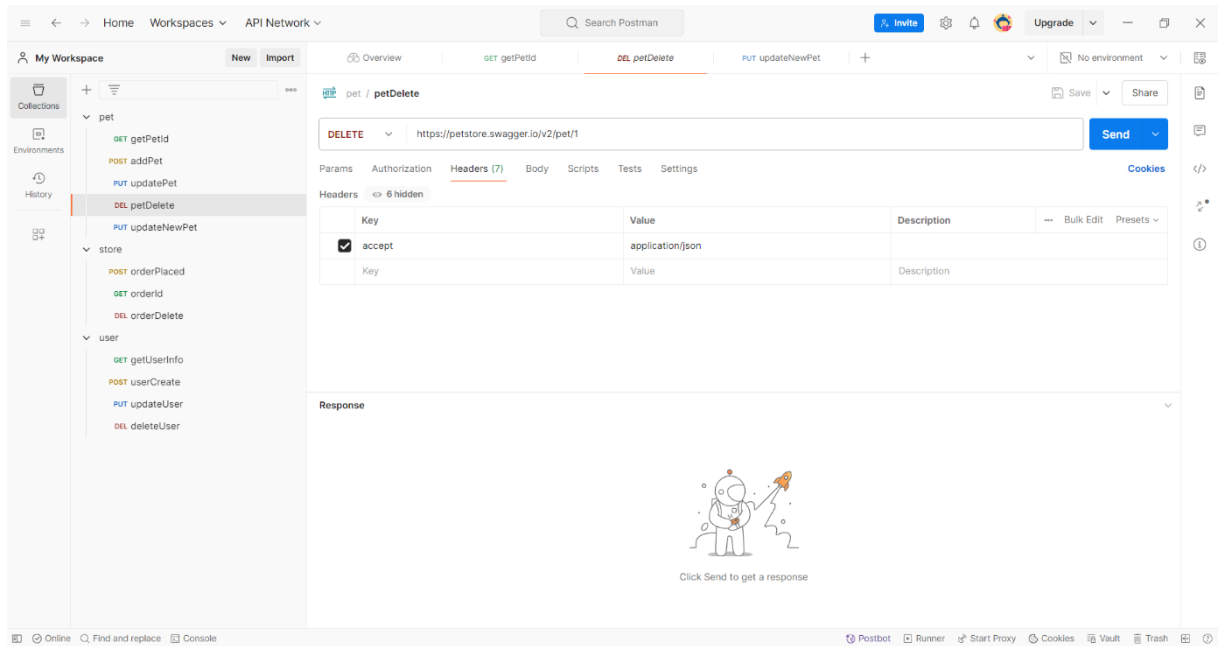 Home Workspaces API Network Search Postman Invite Upgrade
My Workspace New Import Overview GET getPetId DEL petDelete PUT updateNewPet No environment
Collections
Environments
History
pet
GET getPetId
POST addPet
PUT updatePet
DEL petDelete
PUT updateNewPet
store
POST orderPlaced
GET orderId
DEL orderDelete
user
GET getUserInfo
POST userCreate
PUT updateUser
DEL deleteUser
HTTP pet / petDelete Save Share
DELETE https://petstore.swagger.io/v2/pet/1 Send
Params Authorization Headers (7) Body Scripts Tests Settings Cookies
Headers 6 hidden
Key Value Description Bulk Edit Presets
accept application/json
Key Value Description
Response
Click Send to get a response
Online Find and replace Console Postbot Runner Start Proxy Cookies Vault Trash